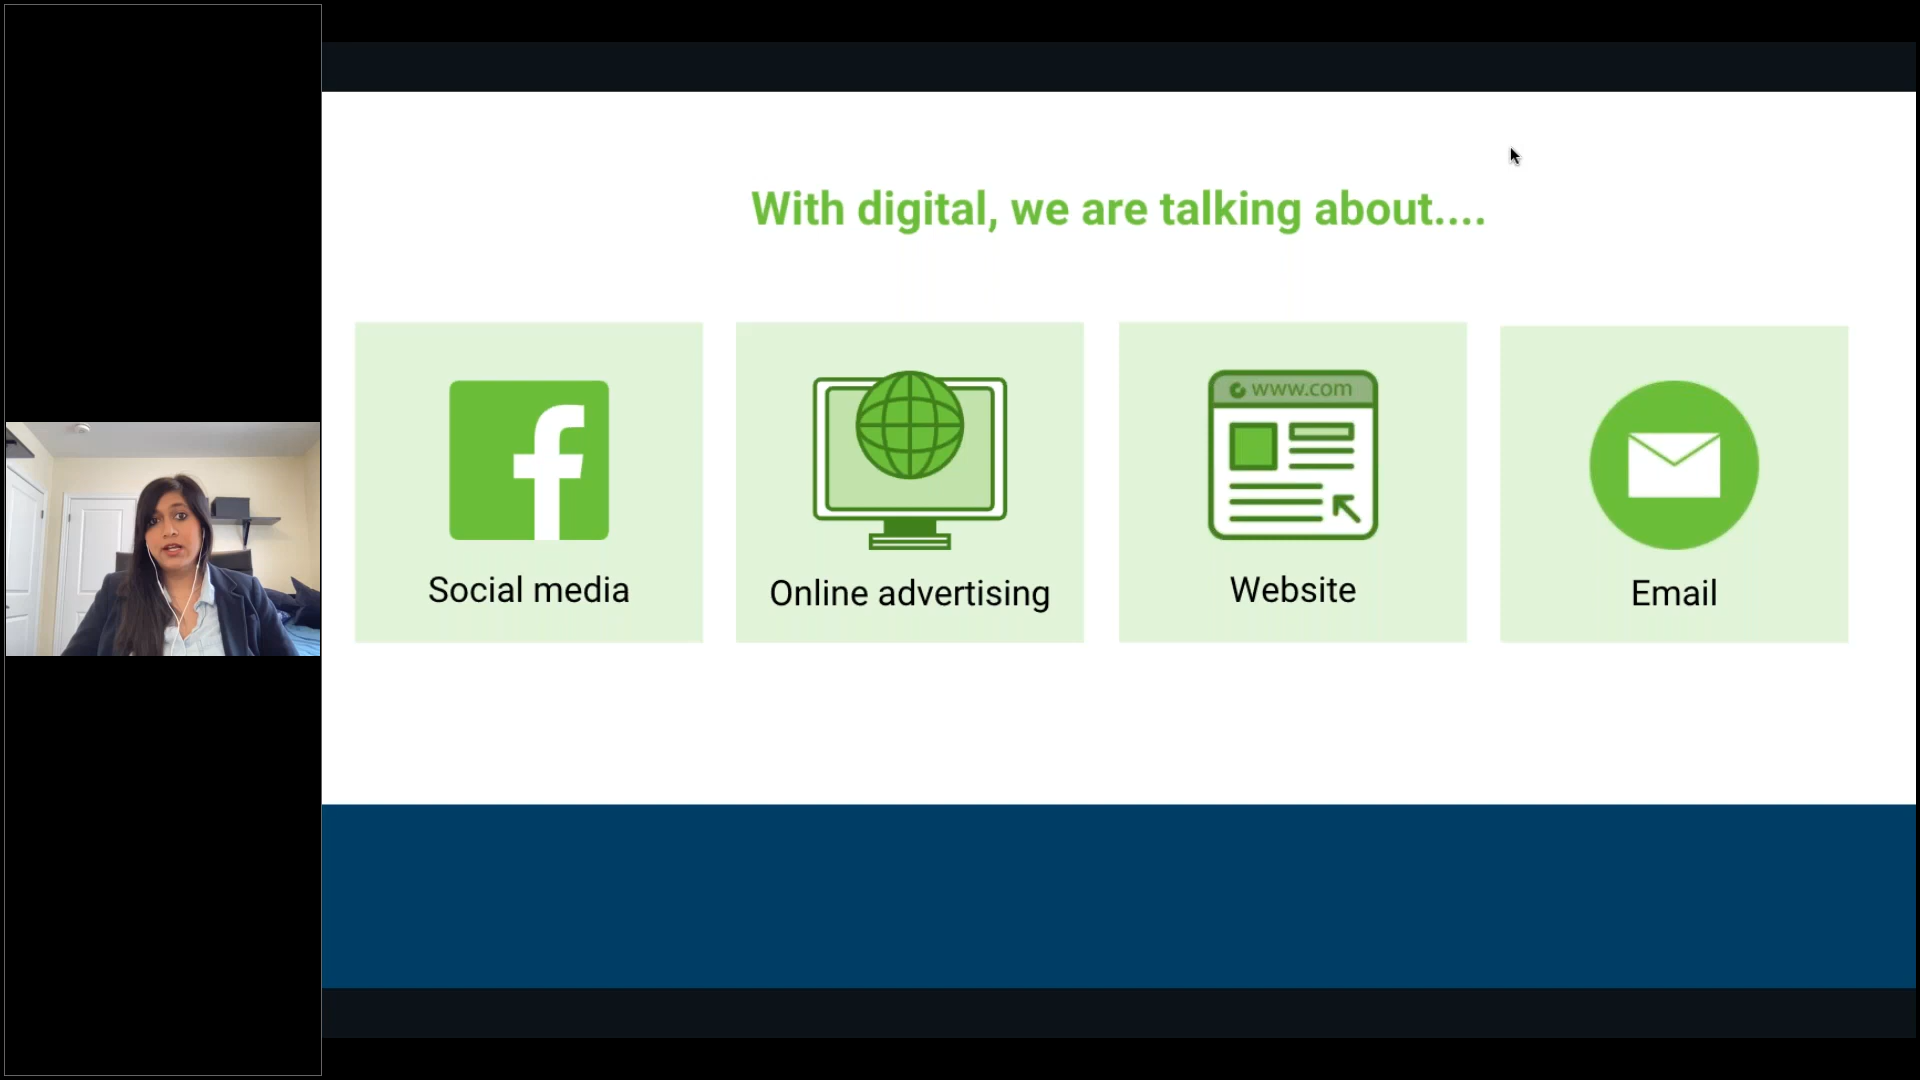 With digital, we are talking about....
www.com
Social media
Online advertising
Website
Email